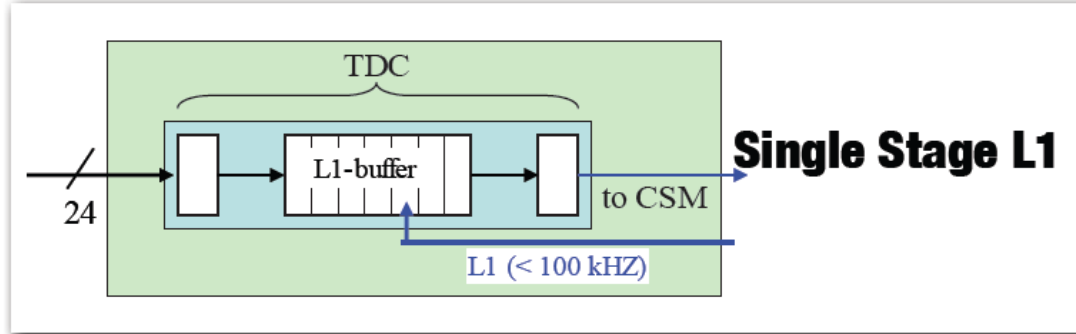 TDC
Single Stage L1
L1-buffer
24
to CSM
L1 (< 100 kHZ)